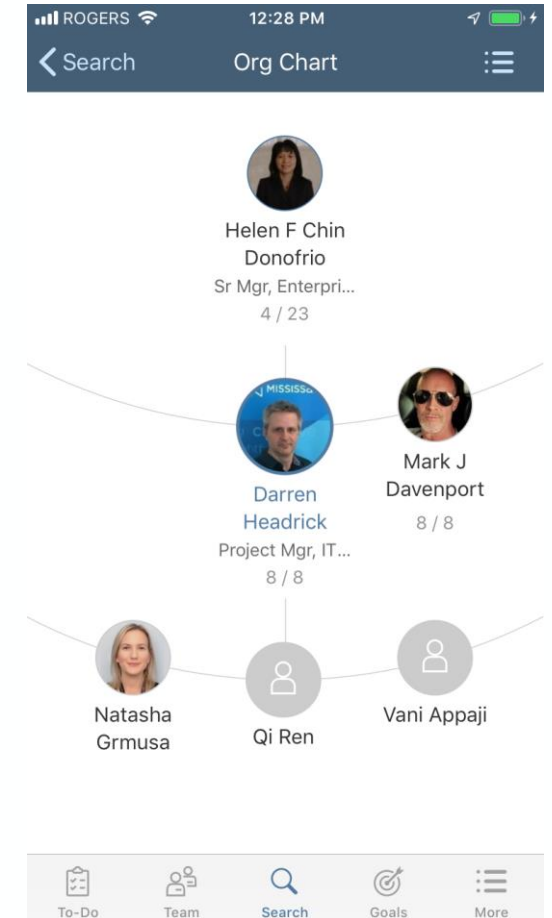 ROGERS 12:28 PM
Search Org Chart
Helen F Chin
Donofrio
Sr Mgr, Enterpri...
4 / 23
MISSISSa
Mark J
Davenport
8 / 8
Darren
Headrick
Project Mgr, IT...
8 / 8
Natasha
Grmusa
Qi Ren
Vani Appaji
To-Do Team Search Goals More